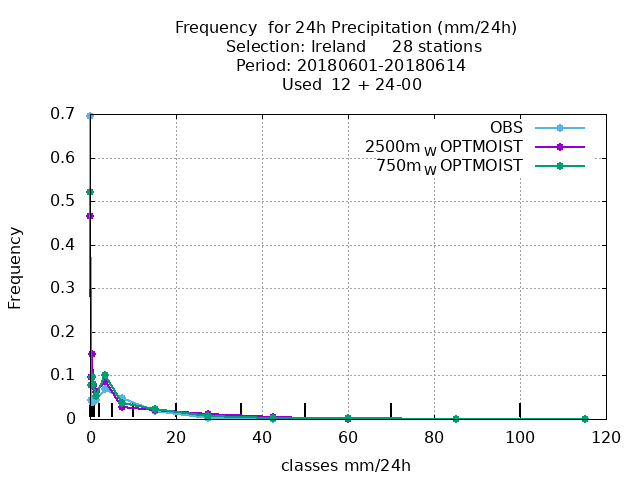 Frequency  for 24h Precipitation (mm/24h)
Selection: Ireland     28 stations
Period: 20180601-20180614
Used  12 + 24-00
OBS
2500m W OPTMOIST
750m W OPTMOIST
0.7
0.6
0.5
0.4
0.3
0.2
0.1
0
Frequency
0 20 40 60 80 100 120
classes mm/24h